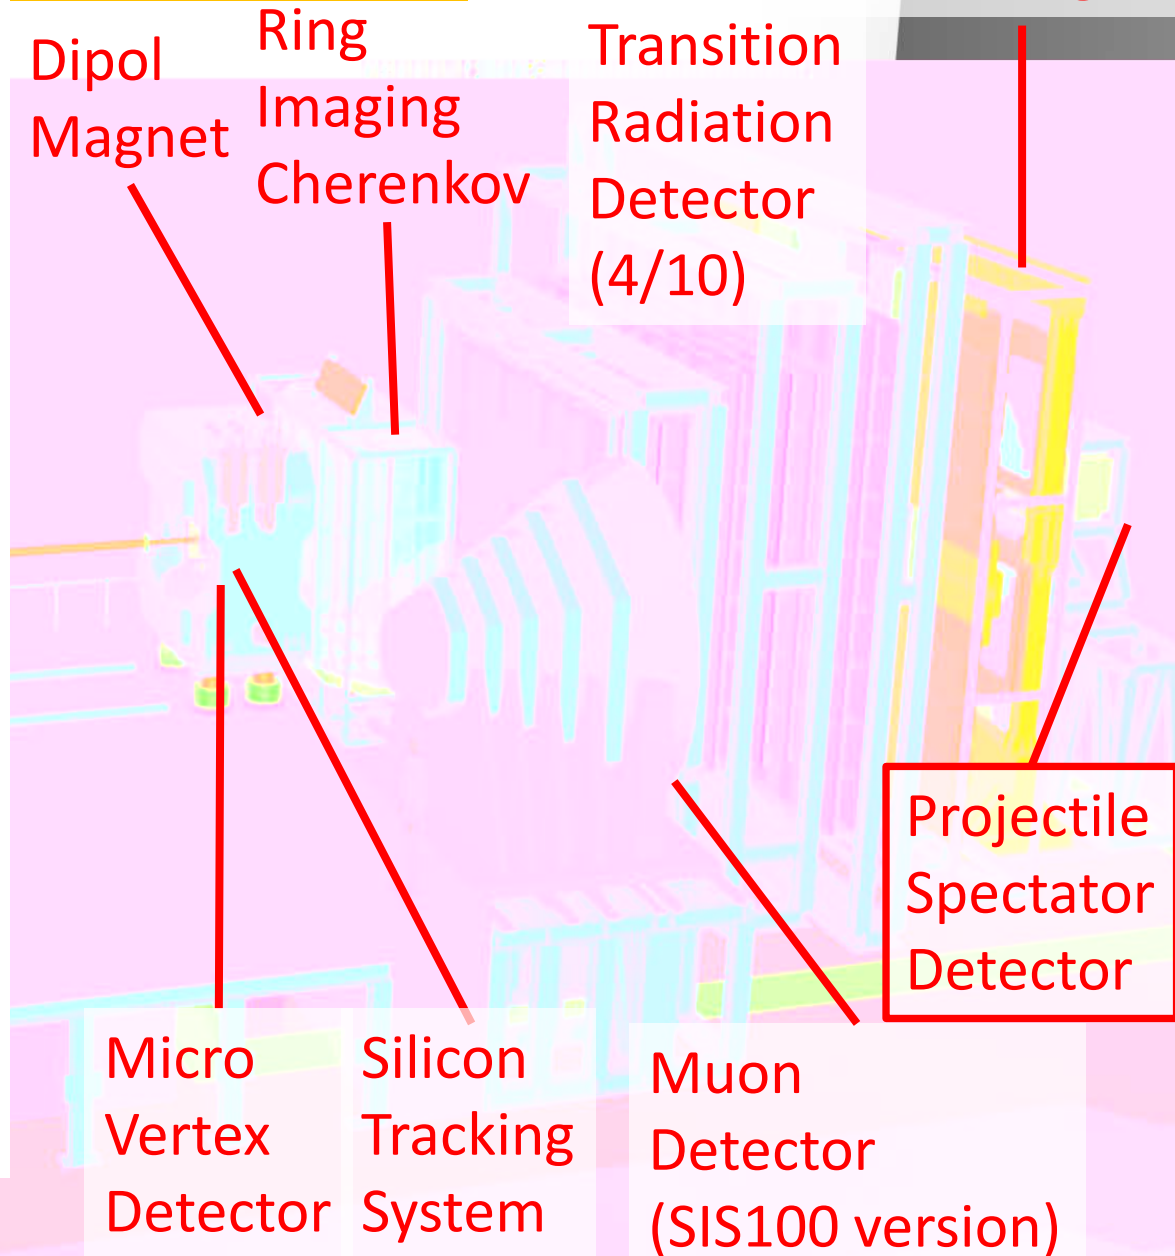 Dipol
Magnet
Ring
Imaging
Cherenkov
Transition
Radiation
Detector
(4/10)
Projectile
Spectator
Detector
Micro
Vertex
Detector
Silicon
Tracking
System
Muon
Detector
(SIS100 version)